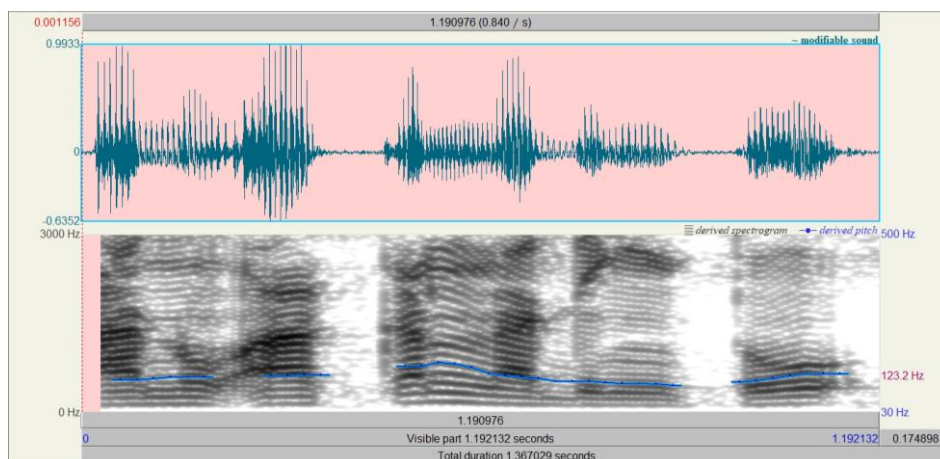 0.001156 1.190976 (0.840 / s)
0.9933 ~ modifiable sound
0
-0.6352
3000 Hz derived spectrogram derived pitch 500 Hz
123.2 Hz
0 Hz 30 Hz
1.190976
0 Visible part 1.192132 seconds 1.192132 0.174898
Total duration 1.367029 seconds